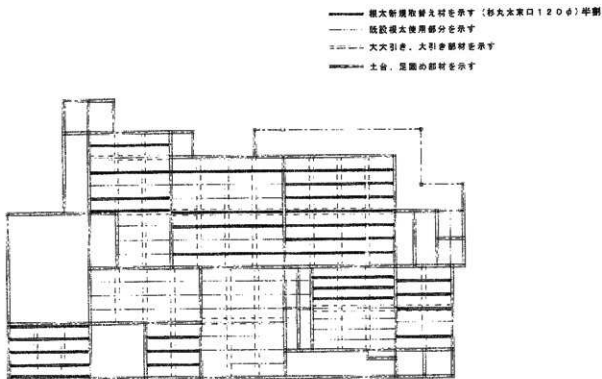 根太新規取替え材を示す（杉丸太末口120φ）半割
既設根太使用部分を示す
大大引き、大引き部材を示す
土台、足固め部材を示す